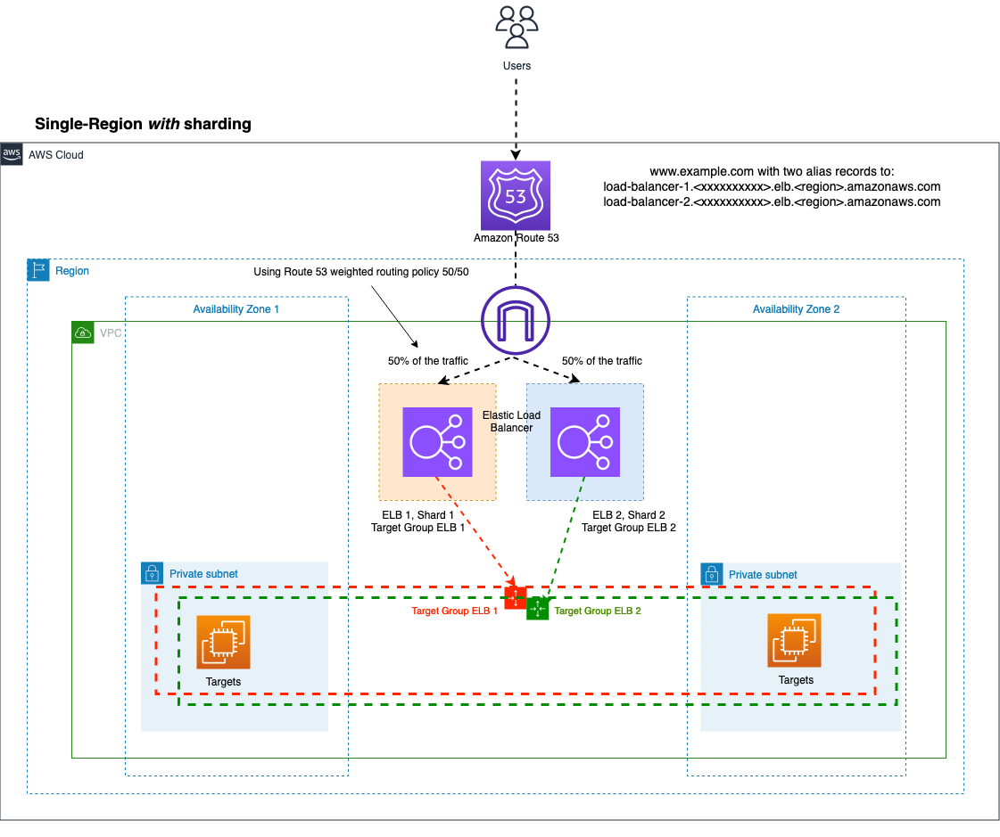 Users
Single-Region with sharding
aws
AWS Cloud
53
www.example.com with two alias records to:
load-balancer-1.<xxxxxxxxxx>.elb.<region>.amazonaws.com
load-balancer-2.<xxxxxxxxxx>.elb.<region>.amazonaws.com
Amazon Route 53
Region
Using Route 53 weighted routing policy 50/50
Availability Zone 1
Availability Zone 2
VPC
50% of the traffic
50% of the traffic
Elastic Load
Balancer
ELB 1, Shard 1
Target Group ELB 1
ELB 2, Shard 2
Target Group ELB 2
Private subnet
Private subnet
Target Group ELB 1
Target Group ELB 2
Targets
Targets